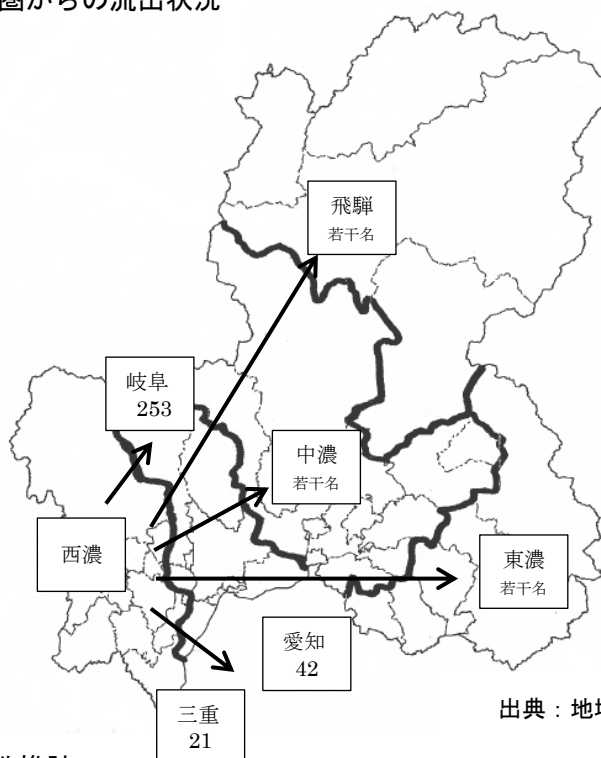 圏からの流出状況
飛騨
若干名
岐阜
253
中濃
若干名
西濃
東濃
若干名
愛知
42
三重
21
出典：地